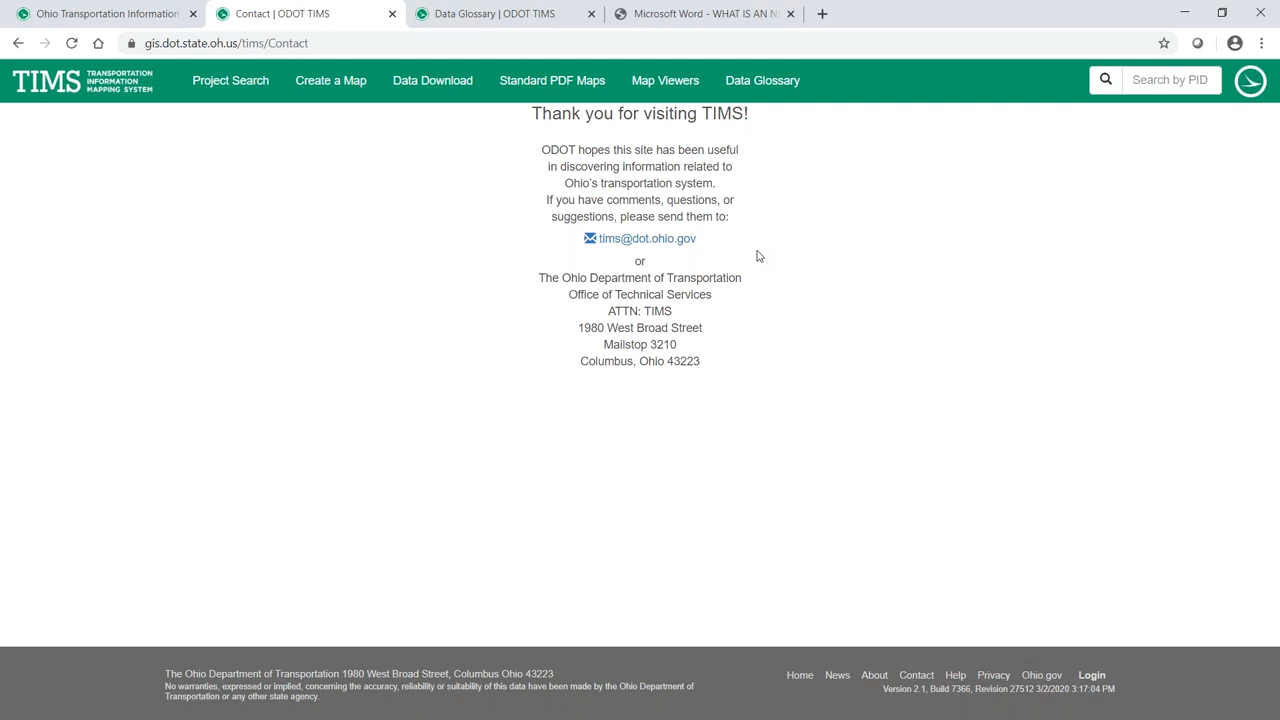 Ohio Transportation Information
Contact | ODOT TIMS
Data Glossary | ODOT TIMS
Microsoft Word - WHAT IS AN NL
gis.dot.state.oh.us/tims/Contact
TIMS TRANSPORTATION INFORMATION MAPPING SYSTEM
Project Search
Create a Map
Data Download
Standard PDF Maps
Map Viewers
Data Glossary
Search by PID
Thank you for visiting TIMS!
ODOT hopes this site has been useful
in discovering information related to
Ohio's transportation system.
If you have comments, questions, or
suggestions, please send them to:
tims@dot.ohio.gov
or
The Ohio Department of Transportation
Office of Technical Services
ATTN: TIMS
1980 West Broad Street
Mailstop 3210
Columbus, Ohio 43223
The Ohio Department of Transportation 1980 West Broad Street, Columbus Ohio 43223
No warranties, expressed or implied, concerning the accuracy, reliability or suitability of this data have been made by the Ohio Department of
Transportation or any other state agency.
Home
News
About
Contact
Help
Privacy
Ohio.gov
Login
Version 2.1, Build 7366, Revision 27512 3/2/2020 3:17:04 PM